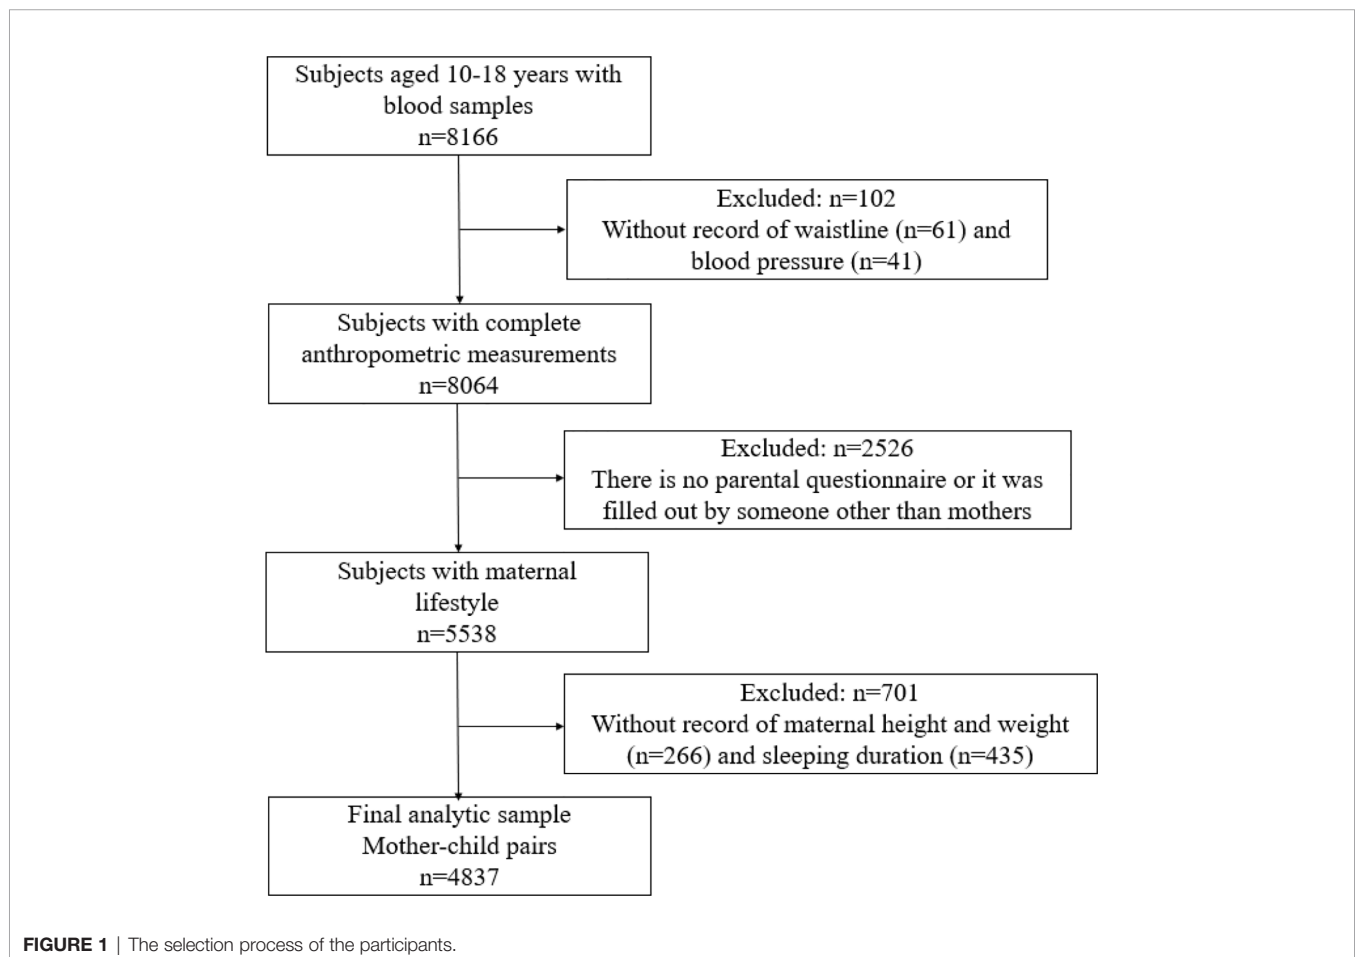 Subjects aged 10-18 years with
blood samples
n=8166
Excluded: n=102
Without record of waistline (n=61) and
blood pressure (n=41)
Subjects with complete
anthropometric measurements
n=8064
Excluded: n=2526
There is no parental questionnaire or it was
filled out by someone other than mothers
Subjects with maternal
lifestyle
n=5538
Excluded: n=701
Without record of maternal height and weight
(n=266) and sleeping duration (n=435)
Final analytic sample
Mother-child pairs
n=4837
FIGURE 1 | The selection process of the participants.